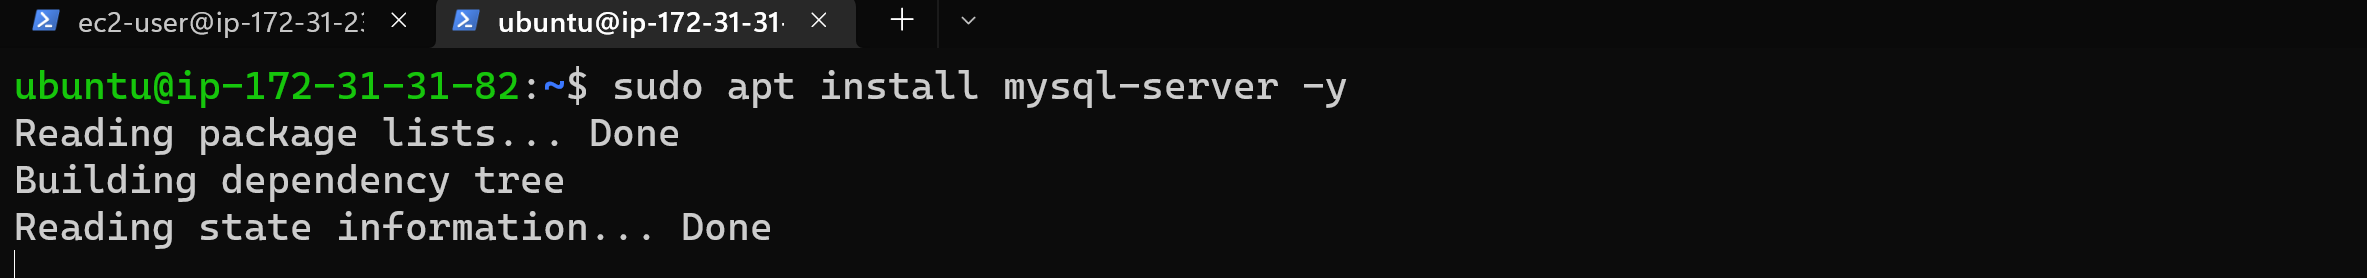 ec2-user@ip-172-31-23
ubuntu@ip-172-31-31-
ubuntu@ip-172-31-31-82:~$ sudo apt install mysql-server -y
Reading package lists... Done
Building dependency tree
Reading state information... Done